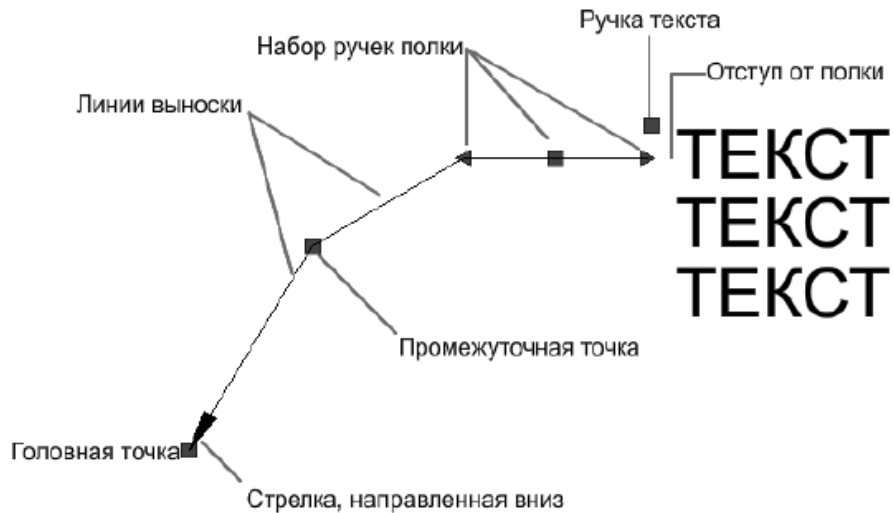 Ручка текста
Набор ручек полки
Отступ от полки
Линии выноски
ТЕКСТ
ТЕКСТ
ТЕКСТ
Промежуточная точка
Головная точка
Стрелка, направленная вниз